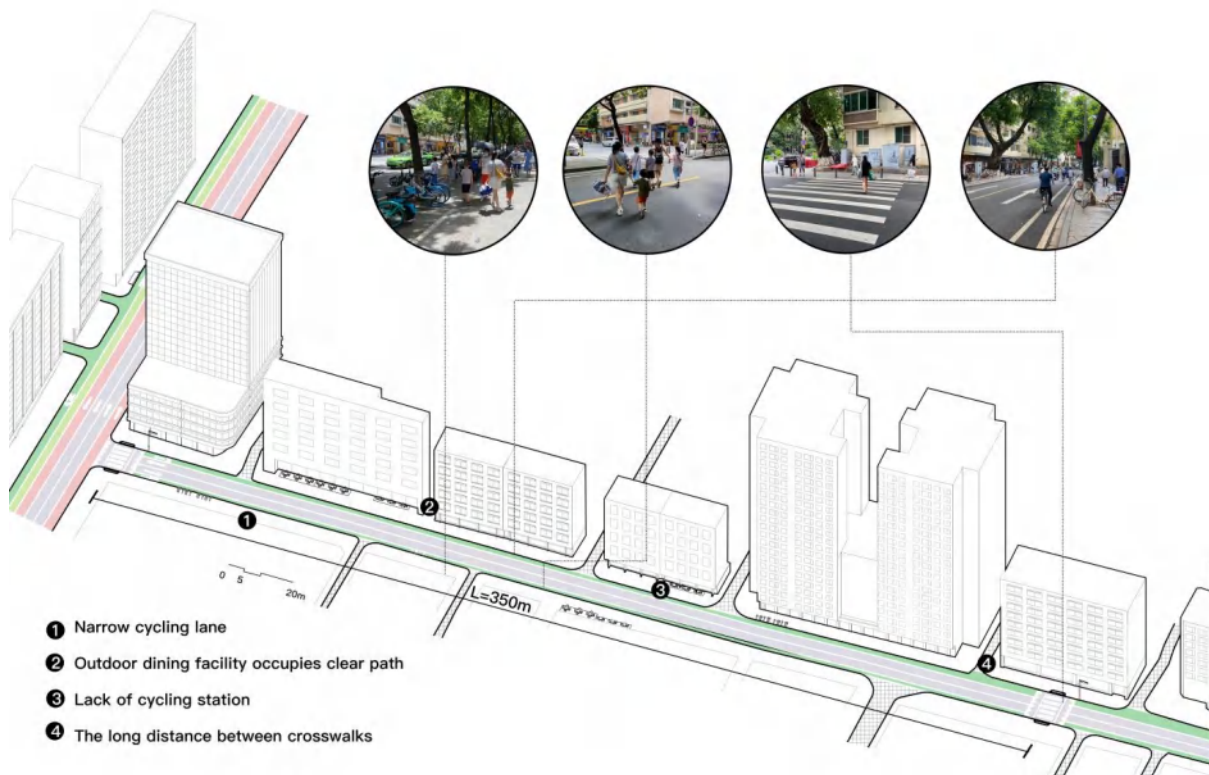 L=350m
0 5 20m
1 Narrow cycling lane
2 Outdoor dining facility occupies clear path
3 Lack of cycling station
4 The long distance between crosswalks
1
2
3
4